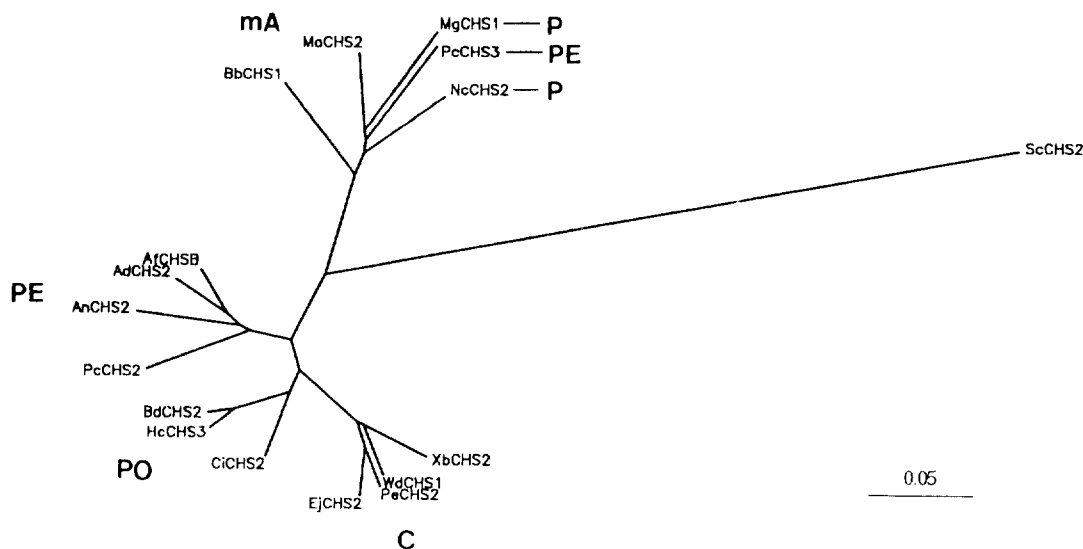 mA
MgCHS1 P
MaCHS2
PcCHS3 PE
BbCHS1
NcCHS2 P
ScCHS2
AfCHSB
AdCHS2
PE
AnCHS2
PcCHS2
BdCHS2
HcCHS3
PO
CiCHS2
XbCHS2
WdCHS1
PeCHS2
EjCHS2
C
0.05